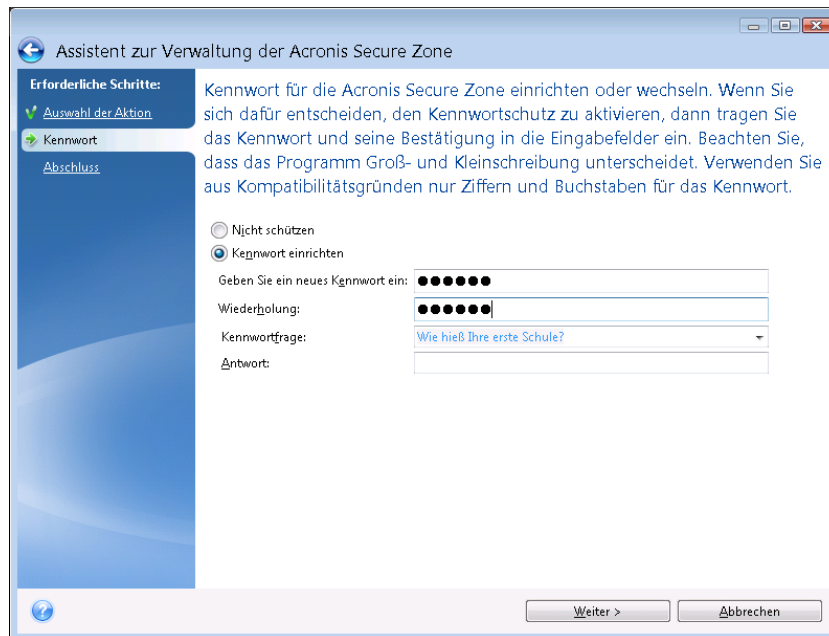 Assistent zur Verwaltung der Acronis Secure Zone
Erforderliche Schritte:
Auswahl der Aktion
Kennwort
Abschluss
Kennwort für die Acronis Secure Zone einrichten oder wechseln. Wenn Sie
sich dafür entscheiden, den Kennwortschutz zu aktivieren, dann tragen Sie
das Kennwort und seine Bestätigung in die Eingabefelder ein. Beachten Sie,
dass das Programm Groß- und Kleinschreibung unterscheidet. Verwenden Sie
aus Kompatibilitätsgründen nur Ziffern und Buchstaben für das Kennwort.
Nicht schützen
Kennwort einrichten
Geben Sie ein neues Kennwort ein: ●●●●●●
Wiederholung: ●●●●●●
Kennwortfrage: Wie hieß Ihre erste Schule?
Antwort:
Weiter > Abbrechen